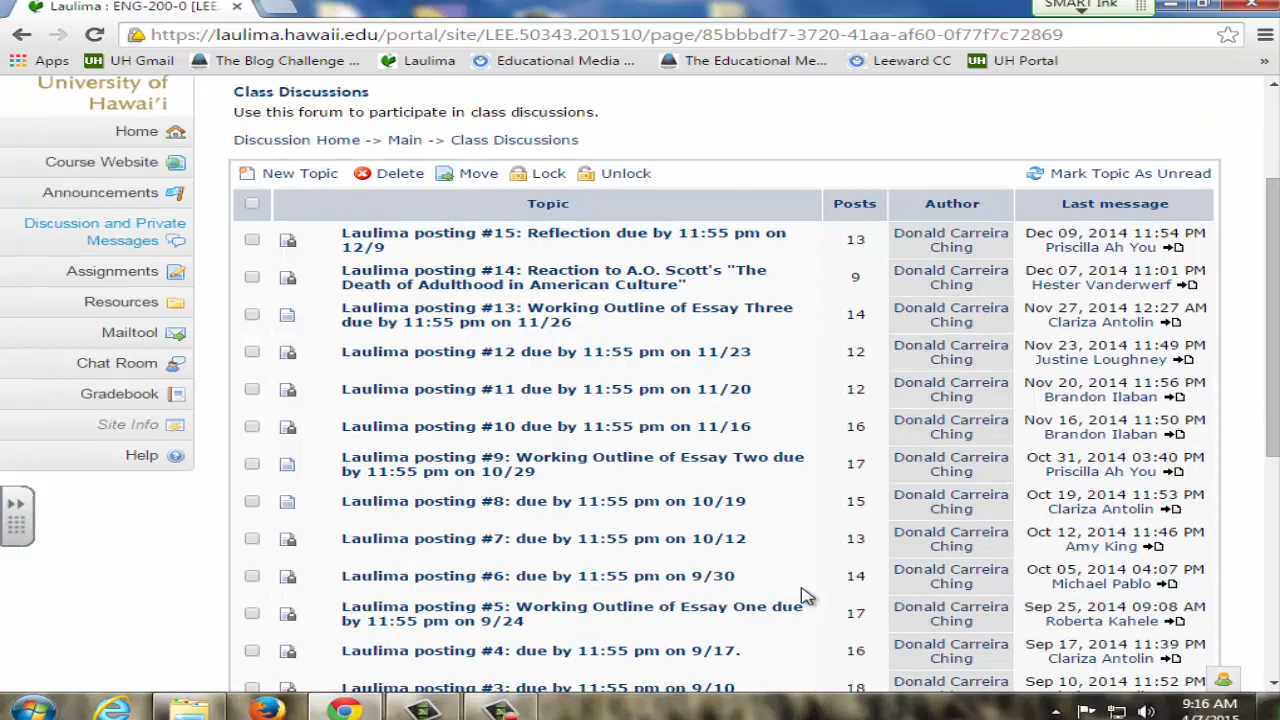 Laulima : ENG-200-0 [LEE.
SMART Ink
https://laulima.hawaii.edu/portal/site/LEE.50343.201510/page/85bbbdf7-3720-41aa-af60-0f77f7c72869
Apps UH Gmail The Blog Challenge ... Laulima Educational Media ... The Educational Me... Leeward CC UH Portal »
University of
Hawai'i
Home
Course Website
Announcements
Discussion and Private
Messages
Assignments
Resources
Mailtool
Chat Room
Gradebook
Site Info
Help
Class Discussions
Use this forum to participate in class discussions.
Discussion Home -> Main -> Class Discussions
New Topic Delete Move Lock Unlock Mark Topic As Unread
Topic Posts Author Last message
Laulima posting #15: Reflection due by 11:55 pm on
12/9
13
Donald Carreira
Ching
Dec 09, 2014 11:54 PM
Priscilla Ah You
Laulima posting #14: Reaction to A.O. Scott's "The
Death of Adulthood in American Culture"
9
Donald Carreira
Ching
Dec 07, 2014 11:01 PM
Hester Vanderwerf
Laulima posting #13: Working Outline of Essay Three
due by 11:55 pm on 11/26
14
Donald Carreira
Ching
Nov 27, 2014 12:27 AM
Clariza Antolin
Laulima posting #12 due by 11:55 pm on 11/23
12
Donald Carreira
Ching
Nov 23, 2014 11:49 PM
Justine Loughney
Laulima posting #11 due by 11:55 pm on 11/20
12
Donald Carreira
Ching
Nov 20, 2014 11:56 PM
Brandon Ilaban
Laulima posting #10 due by 11:55 pm on 11/16
16
Donald Carreira
Ching
Nov 16, 2014 11:50 PM
Brandon Ilaban
Laulima posting #9: Working Outline of Essay Two due
by 11:55 pm on 10/29
17
Donald Carreira
Ching
Oct 31, 2014 03:40 PM
Priscilla Ah You
Laulima posting #8: due by 11:55 pm on 10/19
15
Donald Carreira
Ching
Oct 19, 2014 11:53 PM
Clariza Antolin
Laulima posting #7: due by 11:55 pm on 10/12
13
Donald Carreira
Ching
Oct 12, 2014 11:46 PM
Amy King
Laulima posting #6: due by 11:55 pm on 9/30
14
Donald Carreira
Ching
Oct 05, 2014 04:07 PM
Michael Pablo
Laulima posting #5: Working Outline of Essay One due
by 11:55 pm on 9/24
17
Donald Carreira
Ching
Sep 25, 2014 09:08 AM
Roberta Kahele
Laulima posting #4: due by 11:55 pm on 9/17.
16
Donald Carreira
Ching
Sep 17, 2014 11:39 PM
Clariza Antolin
Laulima posting #3: due by 11:55 pm on 9/10
18
Donald Carreira
Sep 10, 2014 11:52 PM
9:16 AM
4/7/2015